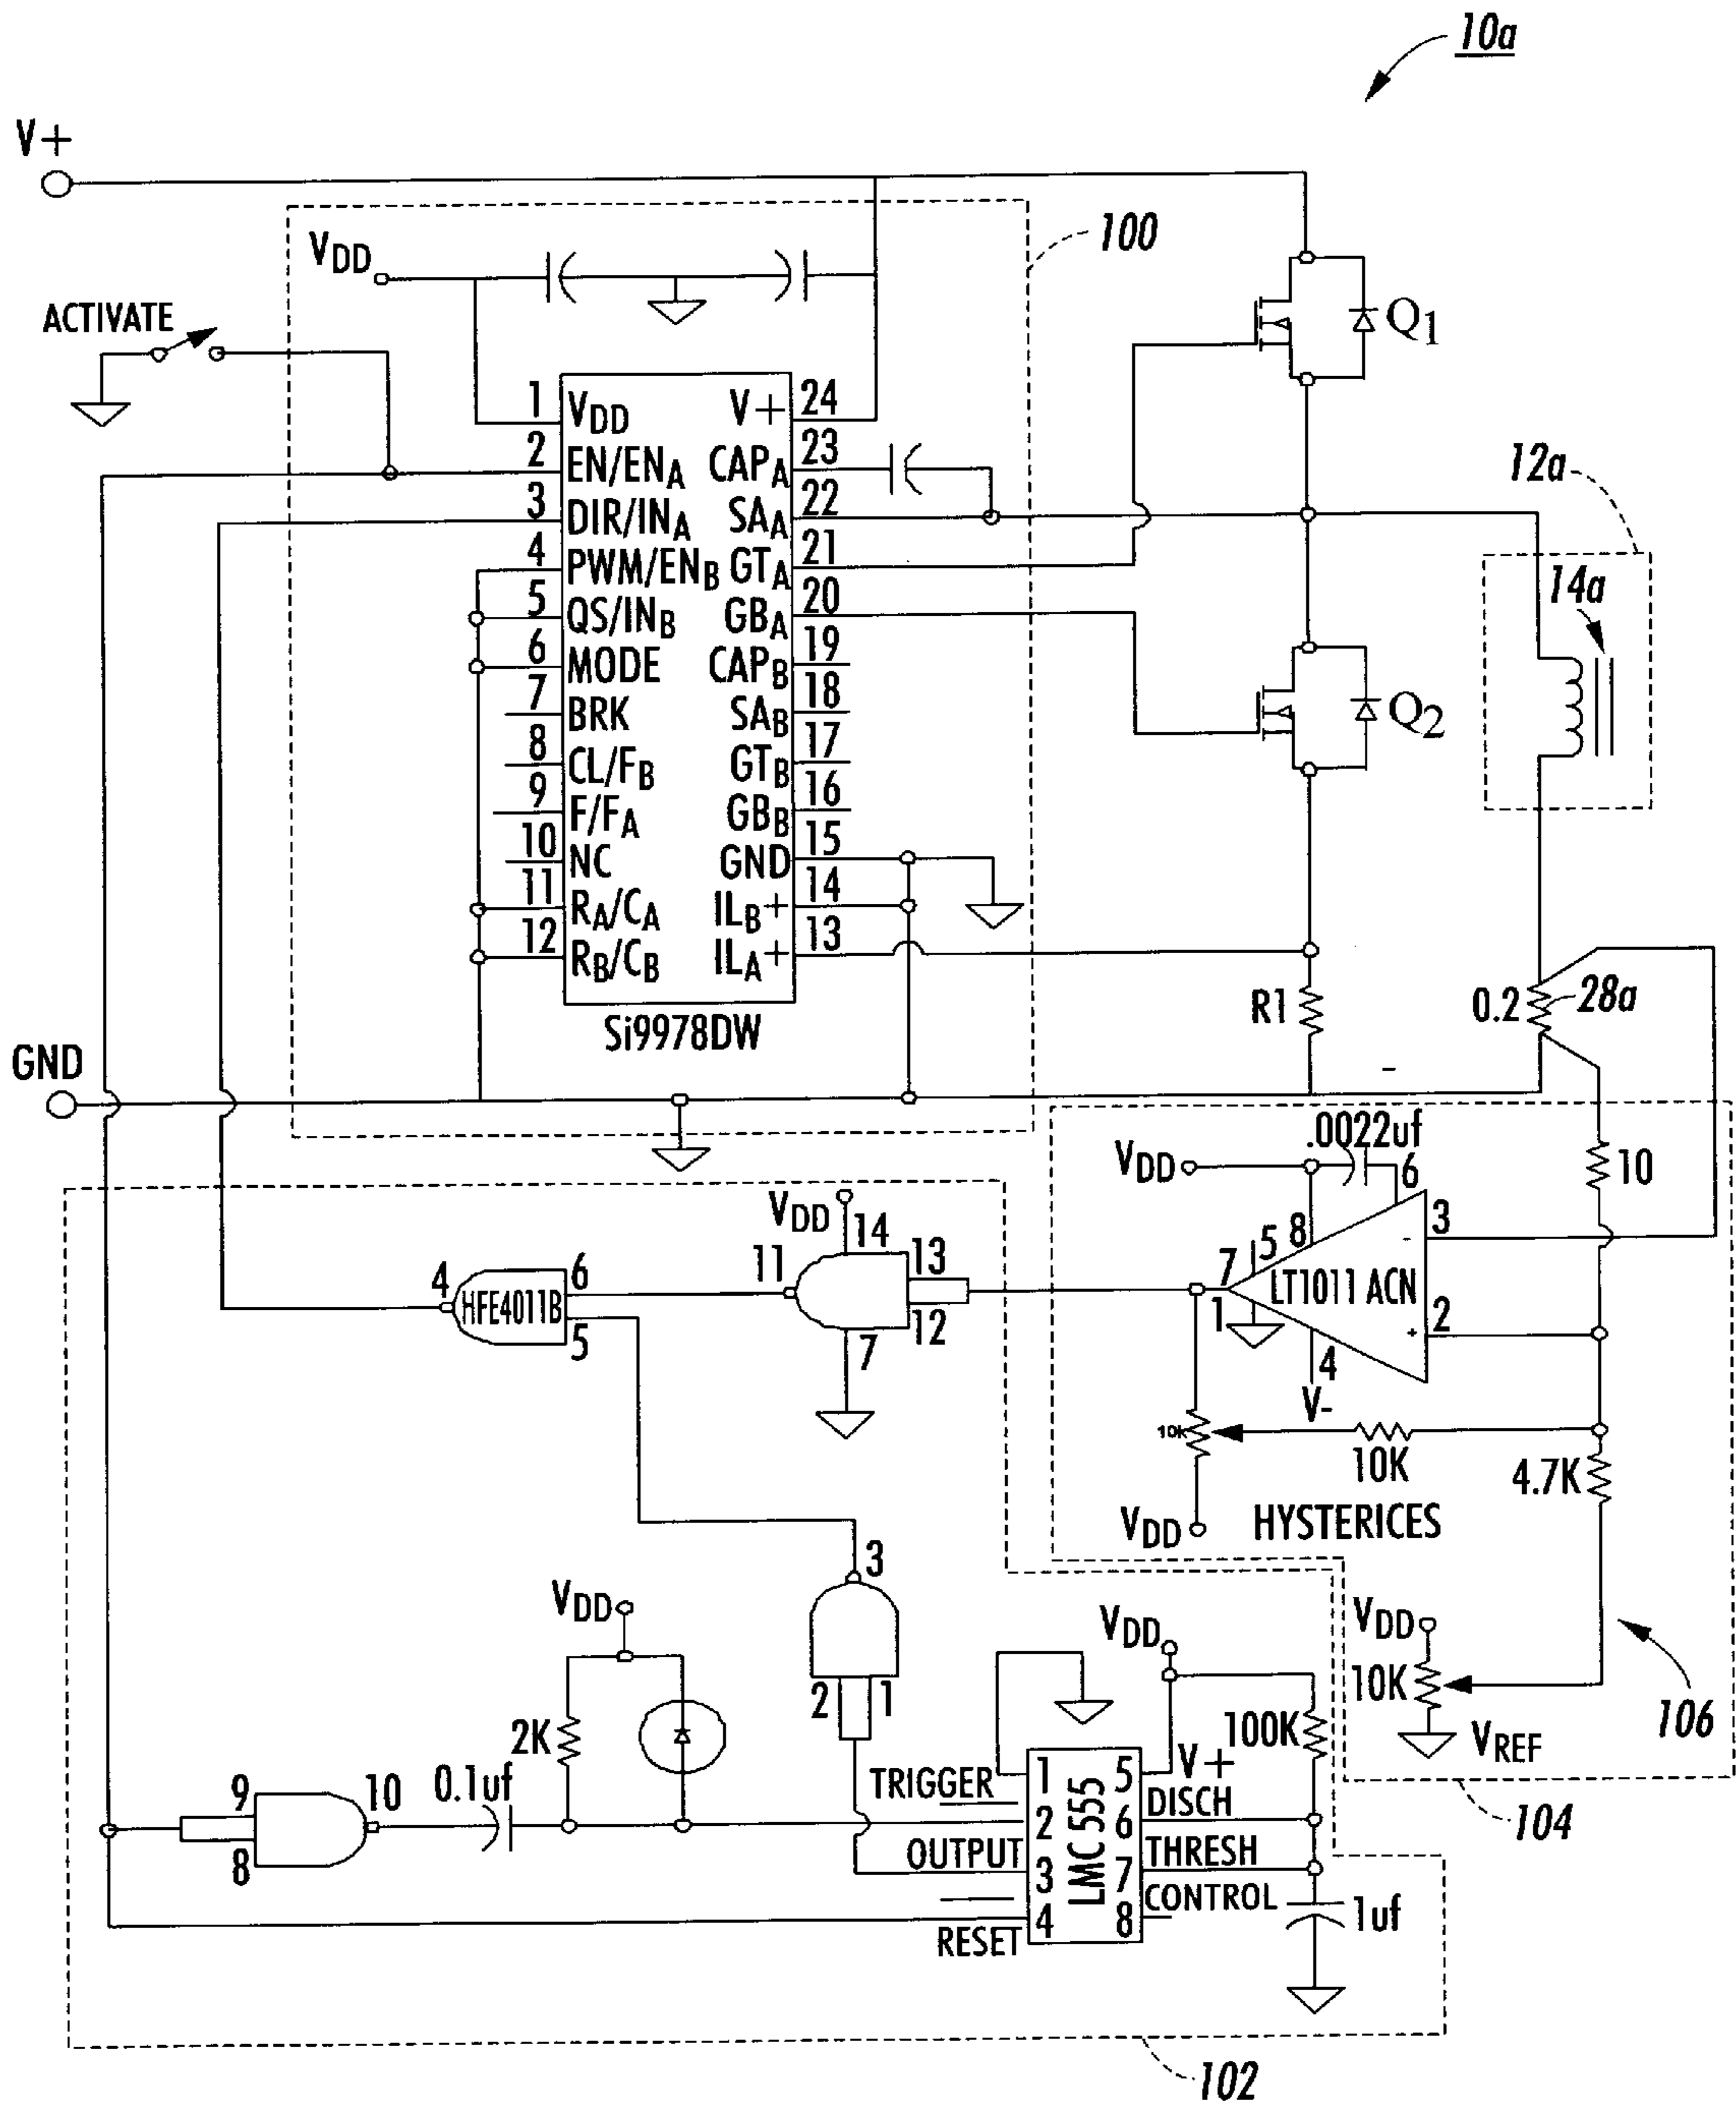 10a
V+
100
VDD
ACTIVATE
Q1
1 VDD V+ 24
2 EN/ENA CAPA 23
3 DIR/INA SAA 22
4 PWM/ENB GTA 21
5 QS/INB GBA 20
6 MODE CAPB 19
7 BRK SAB 18
8 CL/FB GTB 17
9 F/FA GBB 16
10 NC GND 15
11 RA/CA ILB+ 14
12 RB/CB ILA+ 13
Si9978DW
12a
14a
Q2
R1
0.2
28a
GND
.0022uf
VDD
6
10
8
5
7
1
3
-
LT1011 ACN
2
+
4
V-
VDD
14
13
11
12
7
4
HFE4011B
6
5
10K
10K
4.7K
VDD
HYSTERICES
3
2
1
VDD
VDD
VDD
10K
VREF
106
104
2K
100K
V+
9
8
10
0.1uf
TRIGGER
OUTPUT
RESET
1
2
3
4
LMC 555
5
6
7
8
DISCH
THRESH
CONTROL
1uf
102